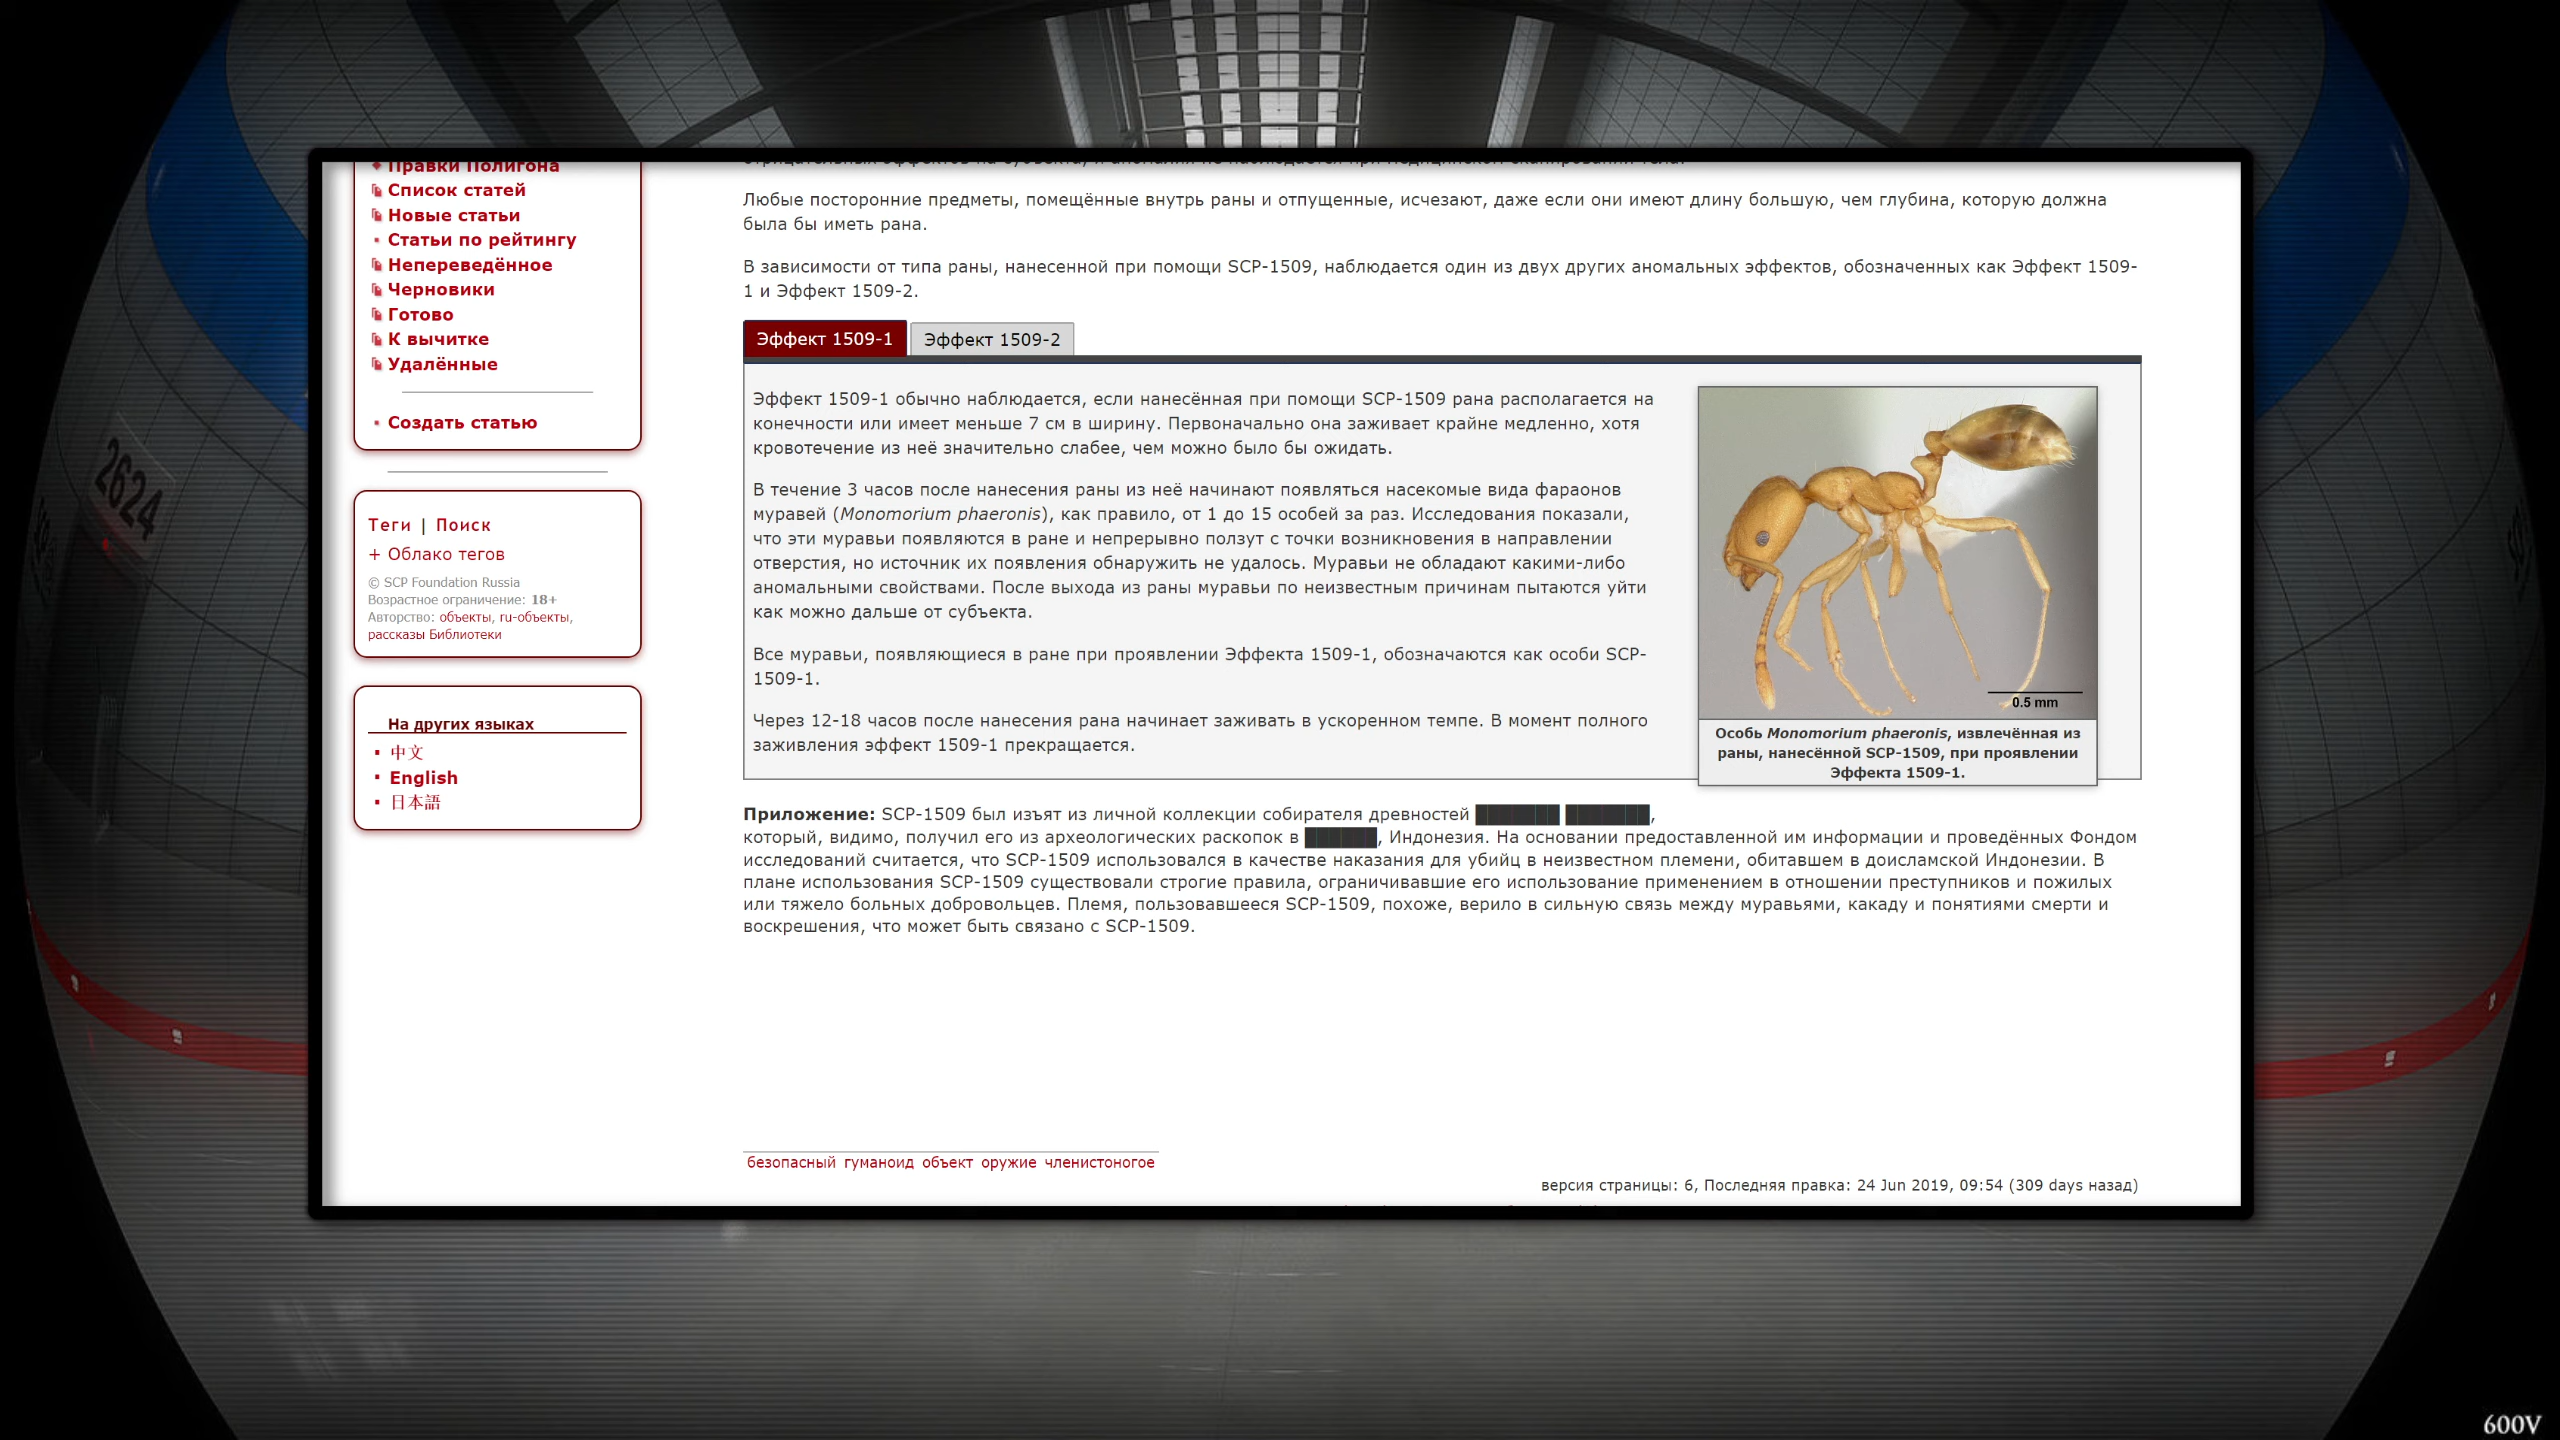 Правки Полигона
Список статей
Новые статьи
Статьи по рейтингу
Непереведённое
Черновики
Готово
К вычитке
Удалённые
Создать статью
Теги | Поиск
+ Облако тегов
© SCP Foundation Russia
Возрастное ограничение: 18+
Авторство: объекты, ru-объекты,
рассказы Библиотеки
На других языках
中文
English
日本語
Любые посторонние предметы, помещённые внутрь раны и отпущенные, исчезают, даже если они имеют длину большую, чем глубина, которую должна
была бы иметь рана.
В зависимости от типа раны, нанесенной при помощи SCP-1509, наблюдается один из двух других аномальных эффектов, обозначенных как Эффект 1509-
1 и Эффект 1509-2.
Эффект 1509-1 Эффект 1509-2
Эффект 1509-1 обычно наблюдается, если нанесённая при помощи SCP-1509 рана располагается на
конечности или имеет меньше 7 см в ширину. Первоначально она заживает крайне медленно, хотя
кровотечение из неё значительно слабее, чем можно было бы ожидать.
В течение 3 часов после нанесения раны из неё начинают появляться насекомые вида фараонов
муравей (Monomorium phaeronis), как правило, от 1 до 15 особей за раз. Исследования показали,
что эти муравьи появляются в ране и непрерывно ползут с точки возникновения в направлении
отверстия, но источник их появления обнаружить не удалось. Муравьи не обладают какими-либо
аномальными свойствами. После выхода из раны муравьи по неизвестным причинам пытаются уйти
как можно дальше от субъекта.
Все муравьи, появляющиеся в ране при проявлении Эффекта 1509-1, обозначаются как особи SCP-
1509-1.
Через 12-18 часов после нанесения рана начинает заживать в ускоренном темпе. В момент полного
заживления эффект 1509-1 прекращается.
0.5 mm
Особь Monomorium phaeronis, извлечённая из
раны, нанесённой SCP-1509, при проявлении
Эффекта 1509-1.
Приложение: SCP-1509 был изъят из личной коллекции собирателя древностей ███████ ███████,
который, видимо, получил его из археологических раскопок в ██████, Индонезия. На основании предоставленной им информации и проведённых Фондом
исследований считается, что SCP-1509 использовался в качестве наказания для убийц в неизвестном племени, обитавшем в доисламской Индонезии. В
плане использования SCP-1509 существовали строгие правила, ограничивавшие его использование применением в отношении преступников и пожилых
или тяжело больных добровольцев. Племя, пользовавшееся SCP-1509, похоже, верило в сильную связь между муравьями, какаду и понятиями смерти и
воскрешения, что может быть связано с SCP-1509.
безопасный гуманоид объект оружие членистоногое
версия страницы: 6, Последняя правка: 24 Jun 2019, 09:54 (309 days назад)
2624
600V